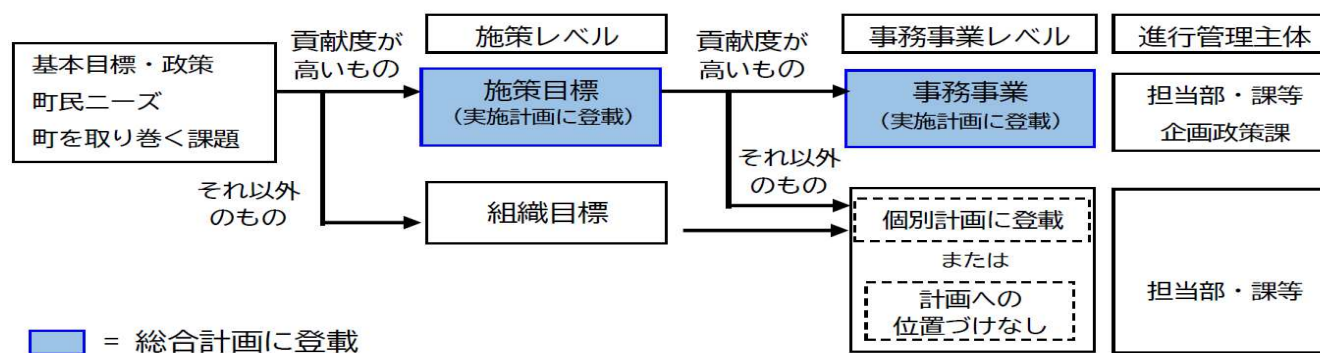 施策レベル
事務事業レベル
進行管理主体
基本目標・政策
町民ニーズ
町を取り巻く課題
貢献度が
高いもの
施策目標
(実施計画に登載)
貢献度が
高いもの
事務事業
(実施計画に登載)
担当部・課等
企画政策課
それ以外
のもの
組織目標
それ以外
のもの
個別計画に登載
または
計画への
位置づけなし
担当部・課等
= 総合計画に登載